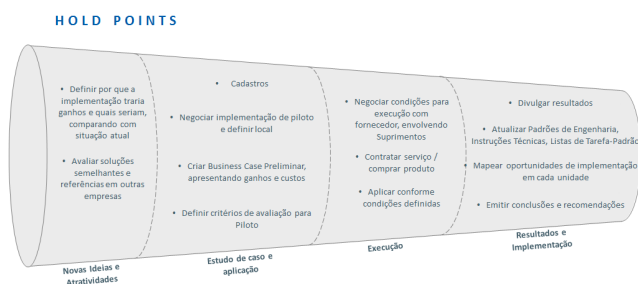 HOLD POINTS
• Definir por que a
implementação traria
ganhos e quais seriam,
comparando com
situação atual
• Avaliar soluções
semelhantes e
referências em outras
empresas
Novas Ideias e
Atratividades
• Cadastros
• Negociar implementação de piloto
e definir local
• Criar Business Case Preliminar,
apresentando ganhos e custos
• Definir critérios de avaliação para
Piloto
Estudo de caso e
aplicação
• Negociar condições para
execução com
fornecedor, envolvendo
Suprimentos
• Contratar serviço /
comprar produto
• Aplicar conforme
condições definidas
Execução
• Divulgar resultados
• Atualizar Padrões de Engenharia,
Instruções Técnicas, Listas de Tarefa-Padrão
• Mapear oportunidades de implementação
em cada unidade
• Emitir conclusões e recomendações
Resultados e
Implementação